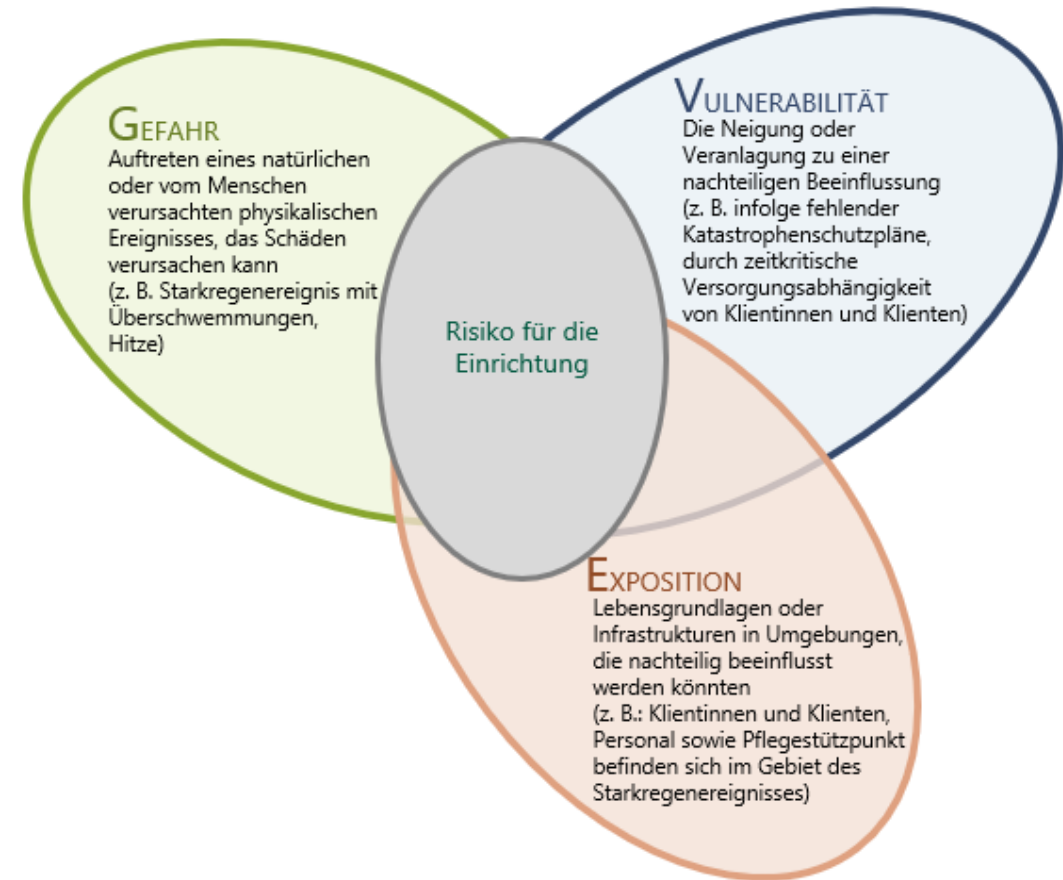 GEFAHR
Auftreten eines natürlichen
oder vom Menschen
verursachten physikalischen
Ereignisses, das Schäden
verursachen kann
(z. B. Starkregenereignis mit
Überschwemmungen,
Hitze)
VULNERABILITÄT
Die Neigung oder
Veranlagung zu einer
nachteiligen Beeinflussung
(z. B. infolge fehlender
Katastrophenschutzpläne,
durch zeitkritische
Versorgungsabhängigkeit
von Klientinnen und Klienten)
Risiko für die
Einrichtung
EXPOSITION
Lebensgrundlagen oder
Infrastrukturen in Umgebungen,
die nachteilig beeinflusst
werden könnten
(z. B.: Klientinnen und Klienten,
Personal sowie Pflegestützpunkt
befinden sich im Gebiet des
Starkregenereignisses)